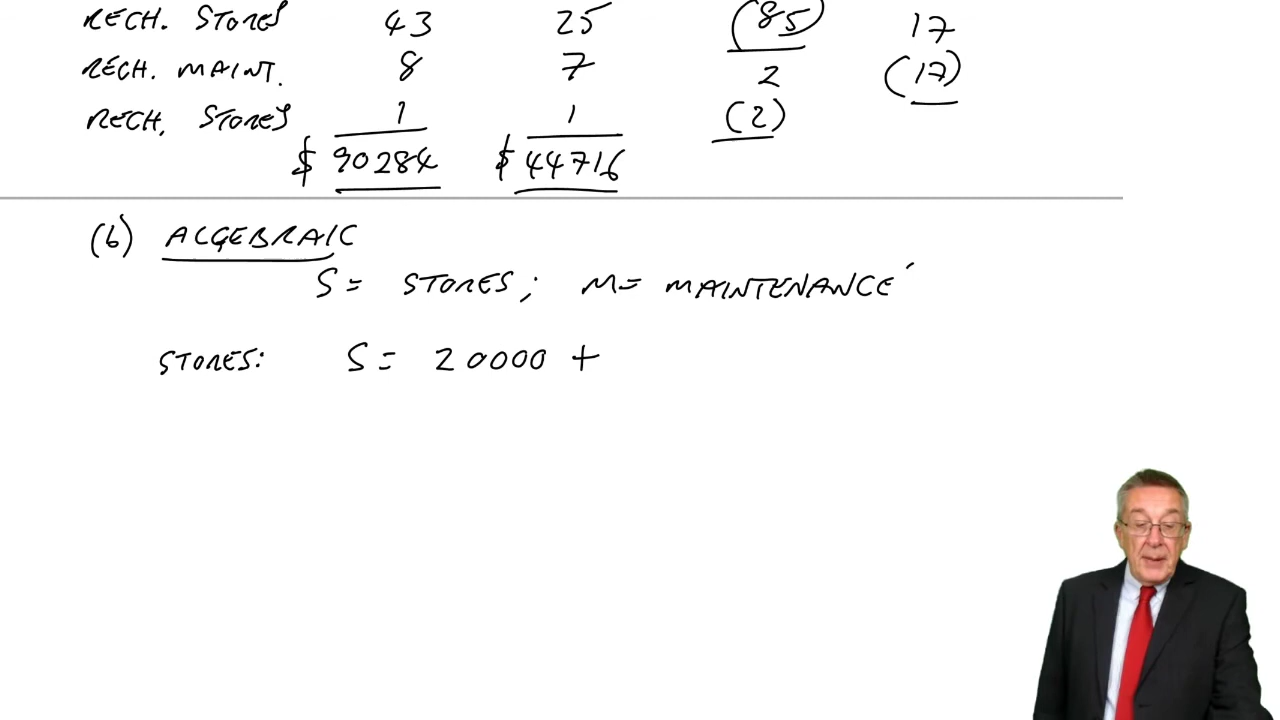 RECH. STORES 43 25 (85) 17
RECH. MAINT. 8 7 2 (17)
RECH. STORES 1 1 (2)
$ 90284 $ 44716
(b) ALGEBRAIC
S = STORES; M = MAINTENANCE
STORES: S = 20000 +